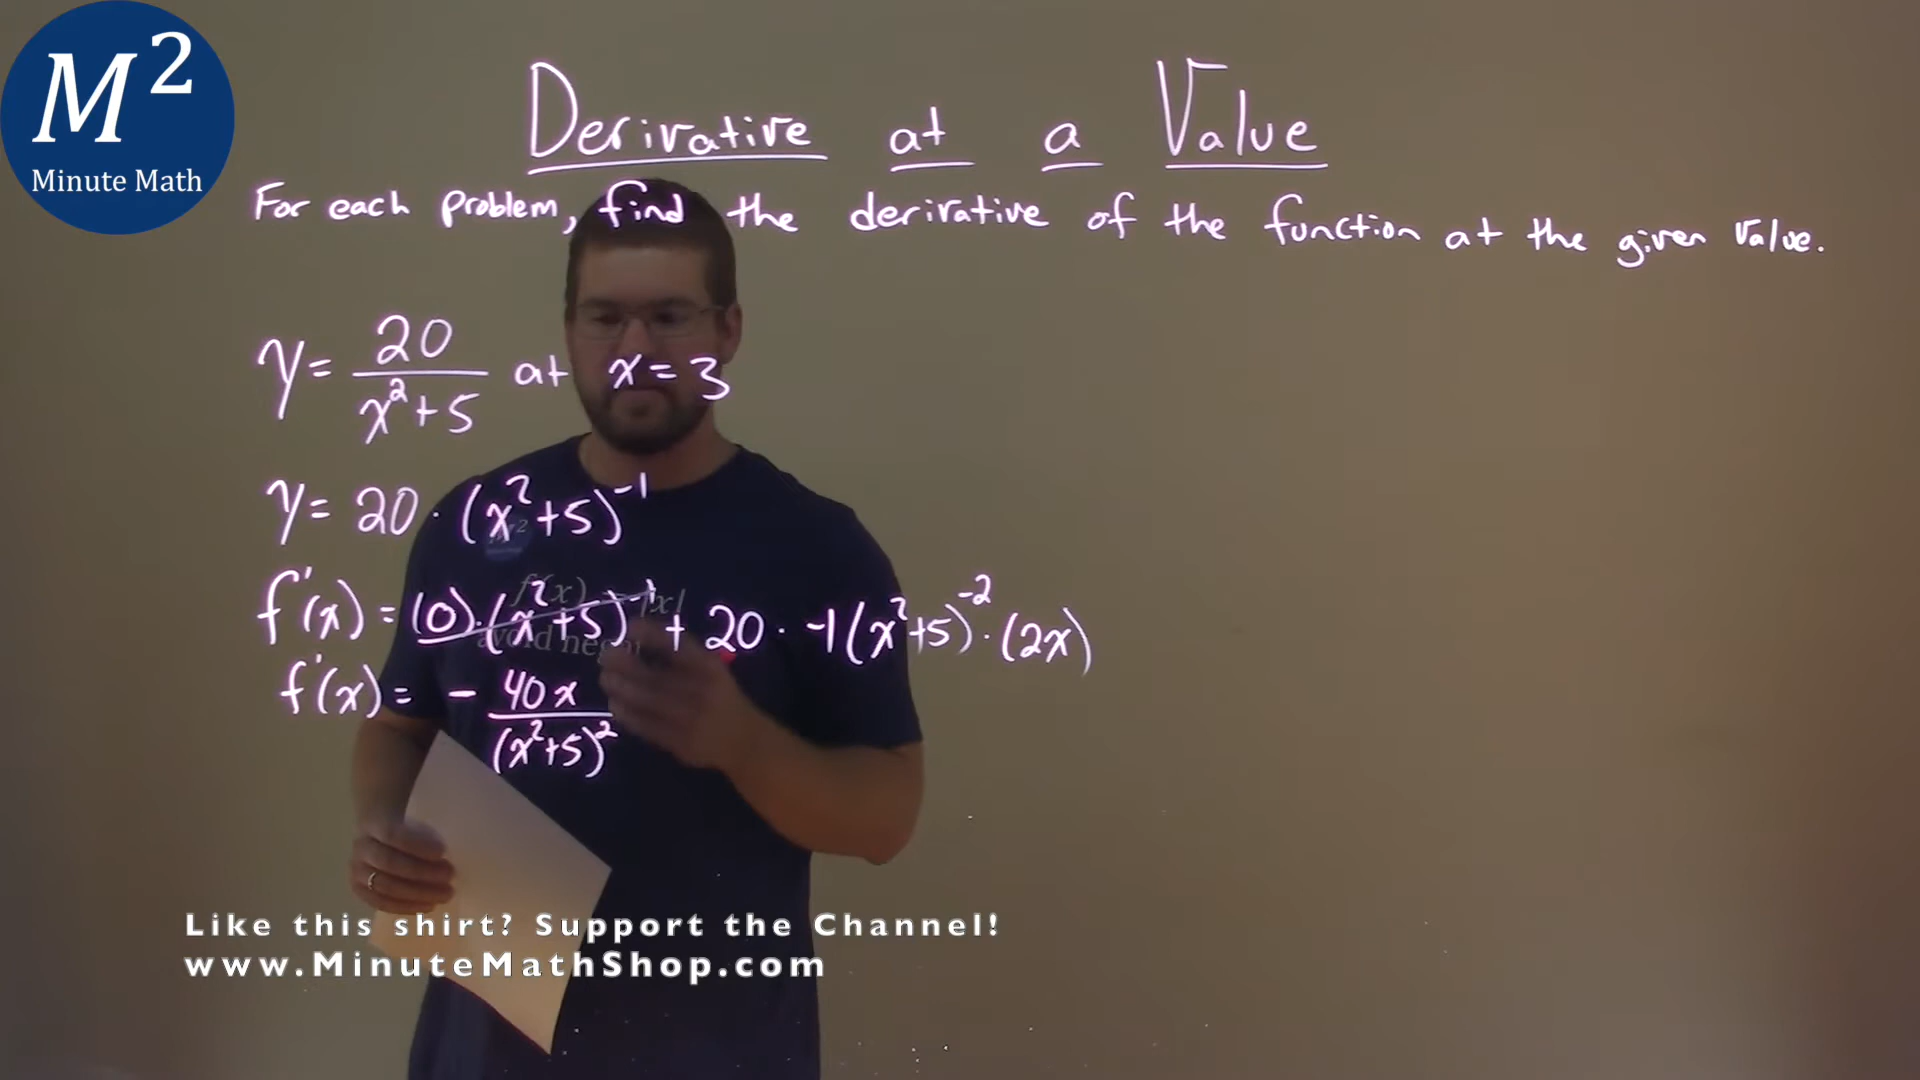 M²
Minute Math
Derivative at a Value
For each problem, find the derivative of the function at the given value.
y = 20/(x²+5) at x = 3
y = 20 · (x²+5)⁻¹
f'(x) = (0)·(x²+5)⁻¹ + 20 · -1(x²+5)⁻² · (2x)
f'(x) = - 40x/(x²+5)²
Like this shirt? Support the Channel!
www.MinuteMathShop.com